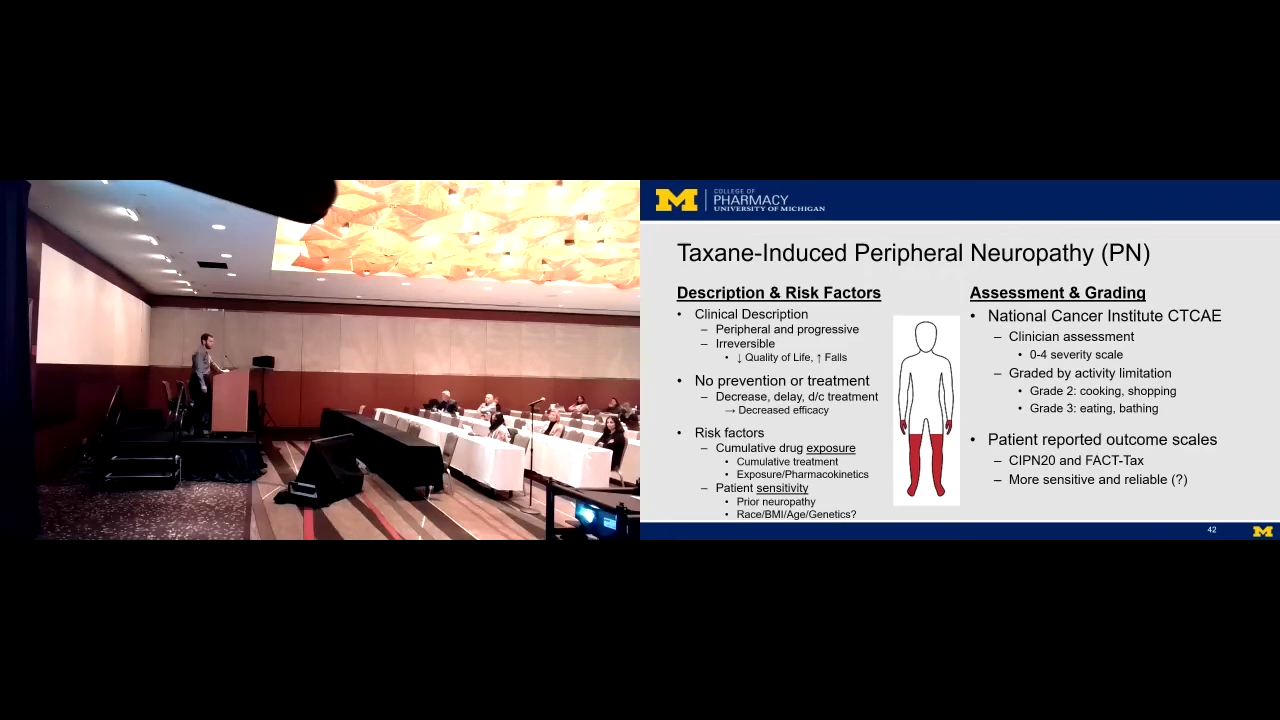 M
COLLEGE OF
PHARMACY
UNIVERSITY OF MICHIGAN
Taxane-Induced Peripheral Neuropathy (PN)
Description & Risk Factors
• Clinical Description
– Peripheral and progressive
– Irreversible
• ↓ Quality of Life, ↑ Falls
• No prevention or treatment
– Decrease, delay, d/c treatment
→ Decreased efficacy
• Risk factors
– Cumulative drug exposure
• Cumulative treatment
• Exposure/Pharmacokinetics
– Patient sensitivity
• Prior neuropathy
• Race/BMI/Age/Genetics?
Assessment & Grading
• National Cancer Institute CTCAE
– Clinician assessment
• 0-4 severity scale
– Graded by activity limitation
• Grade 2: cooking, shopping
• Grade 3: eating, bathing
• Patient reported outcome scales
– CIPN20 and FACT-Tax
– More sensitive and reliable (?)
42
M